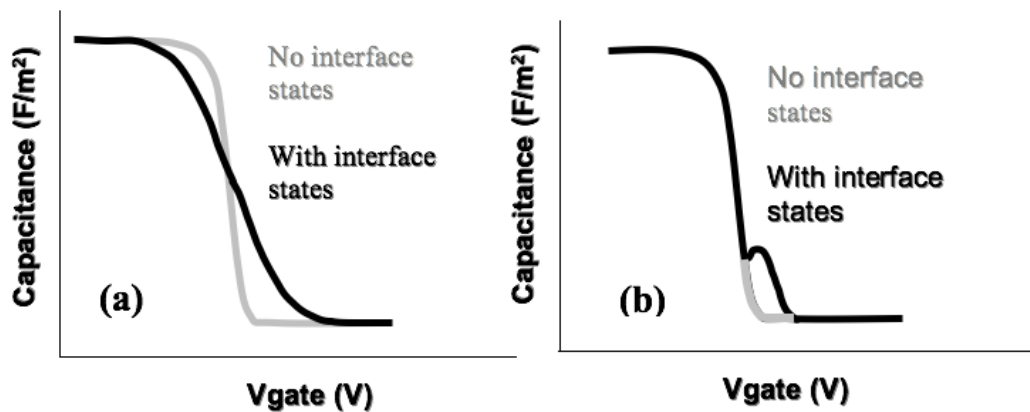 Capacitance (F/m²)
No interface
states
With interface
states
(a)
Vgate (V)
Capacitance (F/m²)
No interface
states
With interface
states
(b)
Vgate (V)